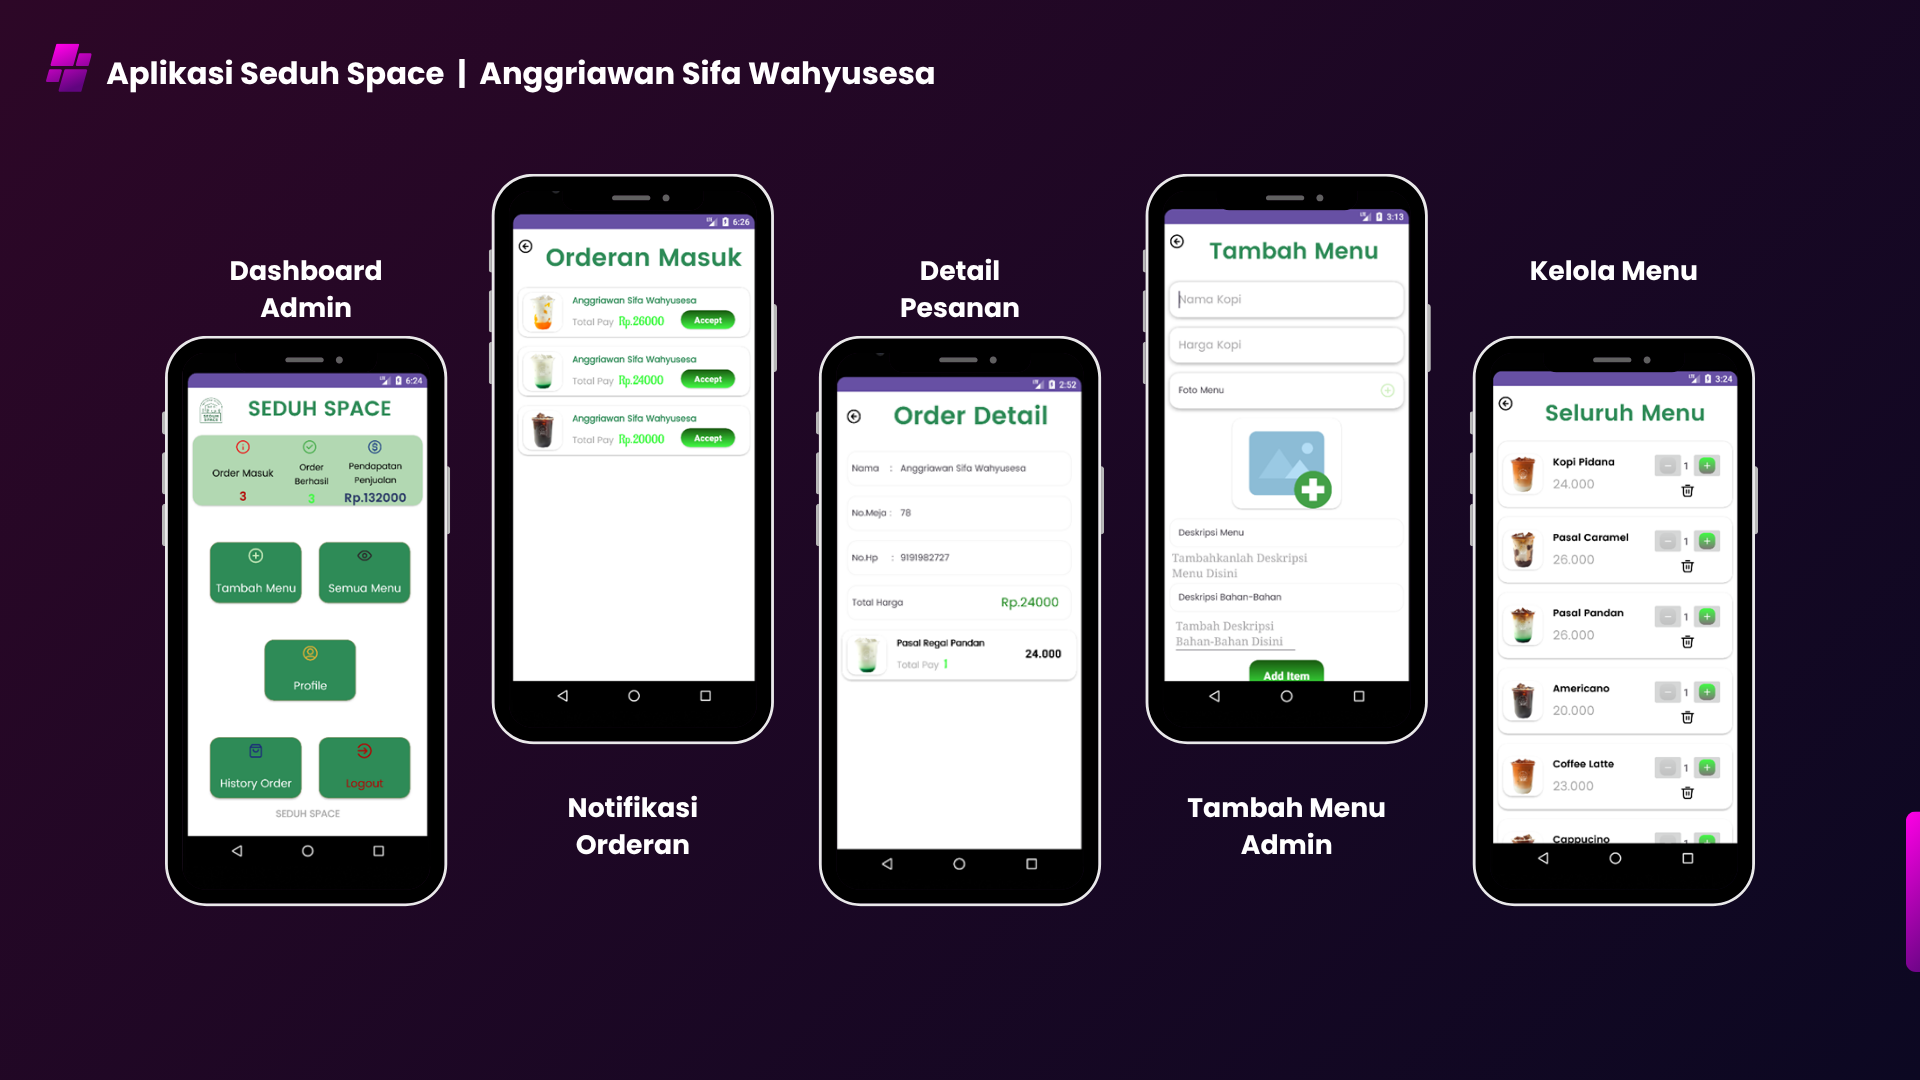 Aplikasi Seduh Space | Anggriawan Sifa Wahyusesa
Dashboard
Admin
6:24
SEDUH SPACE
Order Masuk
3
Order
Berhasil
3
Pendapatan
Penjualan
Rp.132000
Tambah Menu
Semua Menu
Profile
History Order
Logout
SEDUH SPACE
6:26
Orderan Masuk
Anggriawan Sifa Wahyusesa
Total Pay Rp.26000
Accept
Anggriawan Sifa Wahyusesa
Total Pay Rp.24000
Accept
Anggriawan Sifa Wahyusesa
Total Pay Rp.20000
Accept
Notifikasi
Orderan
Detail
Pesanan
2:52
Order Detail
Nama : Anggriawan Sifa Wahyusesa
No.Meja : 78
No.Hp : 9191982727
Total Harga Rp.24000
Pasal Regal Pandan
Total Pay 1
24.000
3:13
Tambah Menu
Nama Kopi
Harga Kopi
Foto Menu
Deskripsi Menu
Tambahkanlah Deskripsi
Menu Disini
Deskripsi Bahan-Bahan
Tambah Deskripsi
Bahan-Bahan Disini
Add Item
Tambah Menu
Admin
Kelola Menu
3:24
Seluruh Menu
Kopi Pidana
24.000
1
Pasal Caramel
26.000
1
Pasal Pandan
26.000
1
Americano
20.000
1
Coffee Latte
23.000
1
Cappucino
1